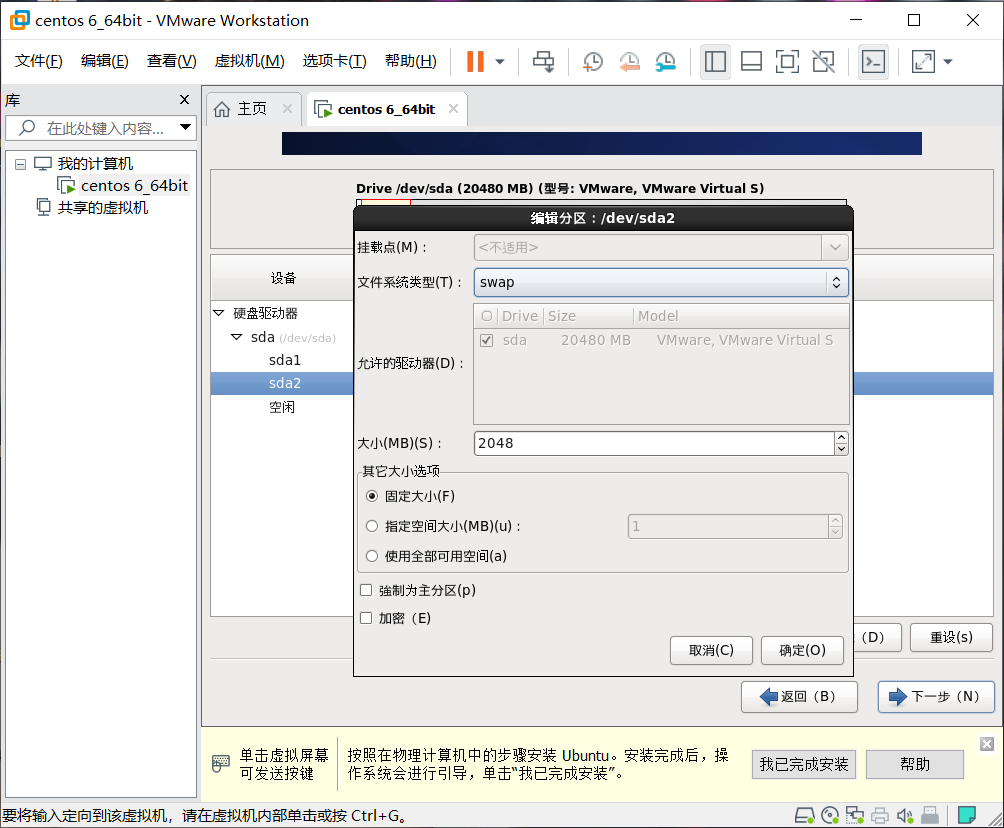 centos 6_64bit - VMware Workstation
文件(F) 编辑(E) 查看(V) 虚拟机(M) 选项卡(T) 帮助(H)
库
在此处键入内容...
我的计算机
centos 6_64bit
共享的虚拟机
主页
centos 6_64bit
Drive /dev/sda (20480 MB) (型号: VMware, VMware Virtual S)
设备
硬盘驱动器
sda (/dev/sda)
sda1
sda2
空闲
编辑分区：/dev/sda2
挂载点(M)：
<不适用>
文件系统类型(T)：
swap
允许的驱动器(D)：
Drive Size Model
sda 20480 MB VMware, VMware Virtual S
大小(MB)(S)：
2048
其它大小选项
固定大小(F)
指定空间大小(MB)(u)：
1
使用全部可用空间(a)
強制为主分区(p)
加密（E)
取消(C) 确定(O)
(D) 重设(s)
返回（B） 下一步（N）
单击虚拟屏幕
可发送按键
按照在物理计算机中的步骤安装 Ubuntu。安装完成后，操
作系统会进行引导，单击“我已完成安装”。
我已完成安装 帮助
要将输入定向到该虚拟机，请在虚拟机内部单击或按 Ctrl+G。